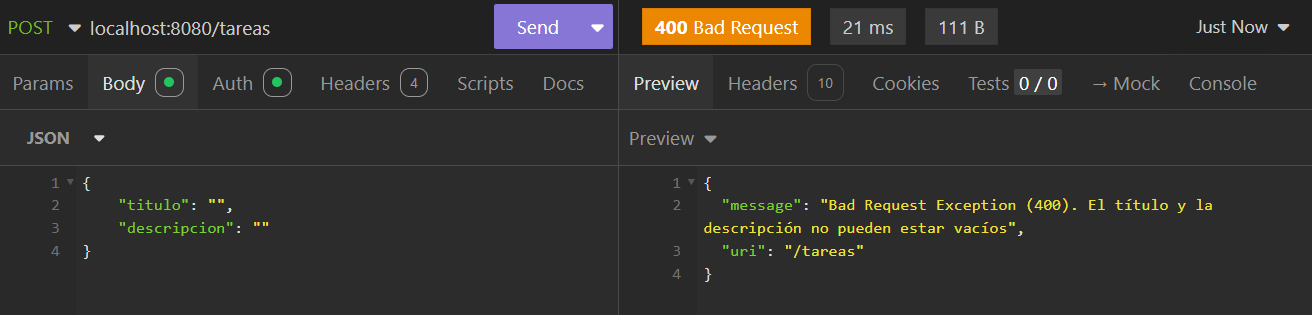 POST localhost:8080/tareas Send
400 Bad Request 21 ms 111 B Just Now
Params Body Auth Headers 4 Scripts Docs
Preview Headers 10 Cookies Tests 0 / 0 → Mock Console
JSON
Preview
1 {
2 "titulo": "",
3 "descripcion": ""
4 }
1 {
2 "message": "Bad Request Exception (400). El título y la
descripción no pueden estar vacíos",
3 "uri": "/tareas"
4 }